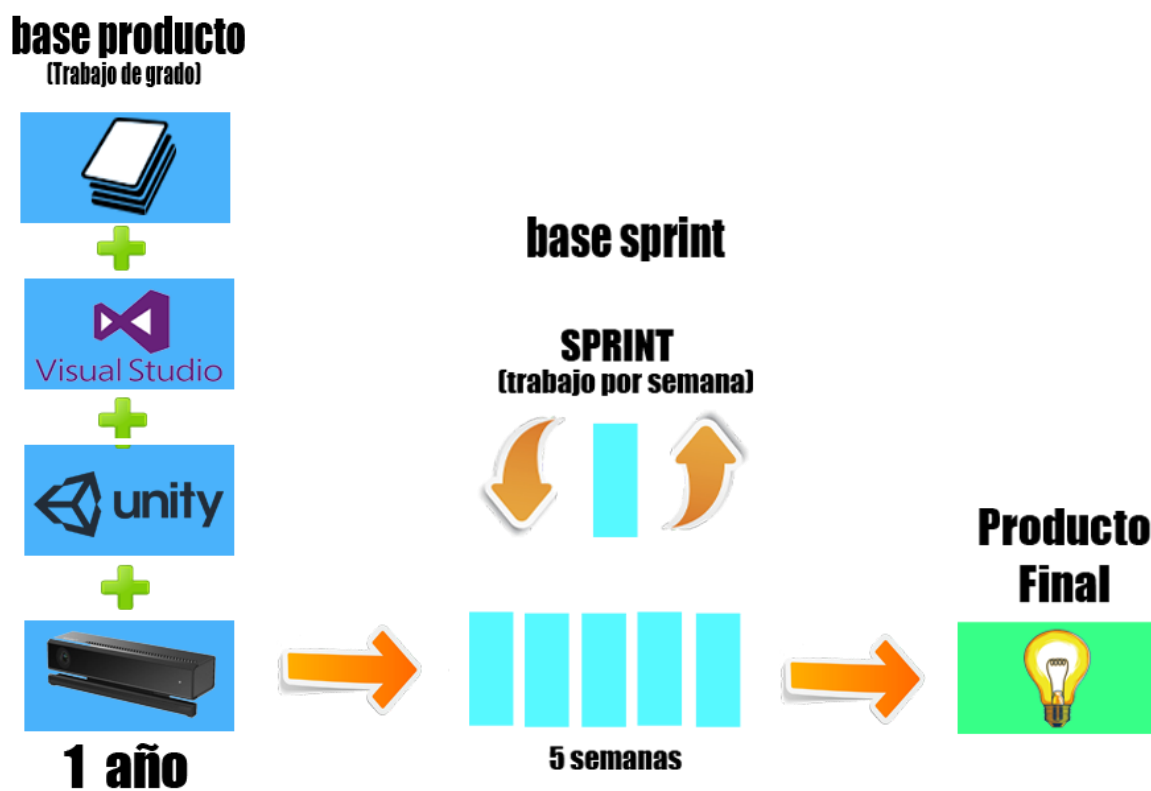 base producto
(Trabajo de grado)
Visual Studio
unity
1 año
base sprint
SPRINT
(trabajo por semana)
5 semanas
Producto
Final